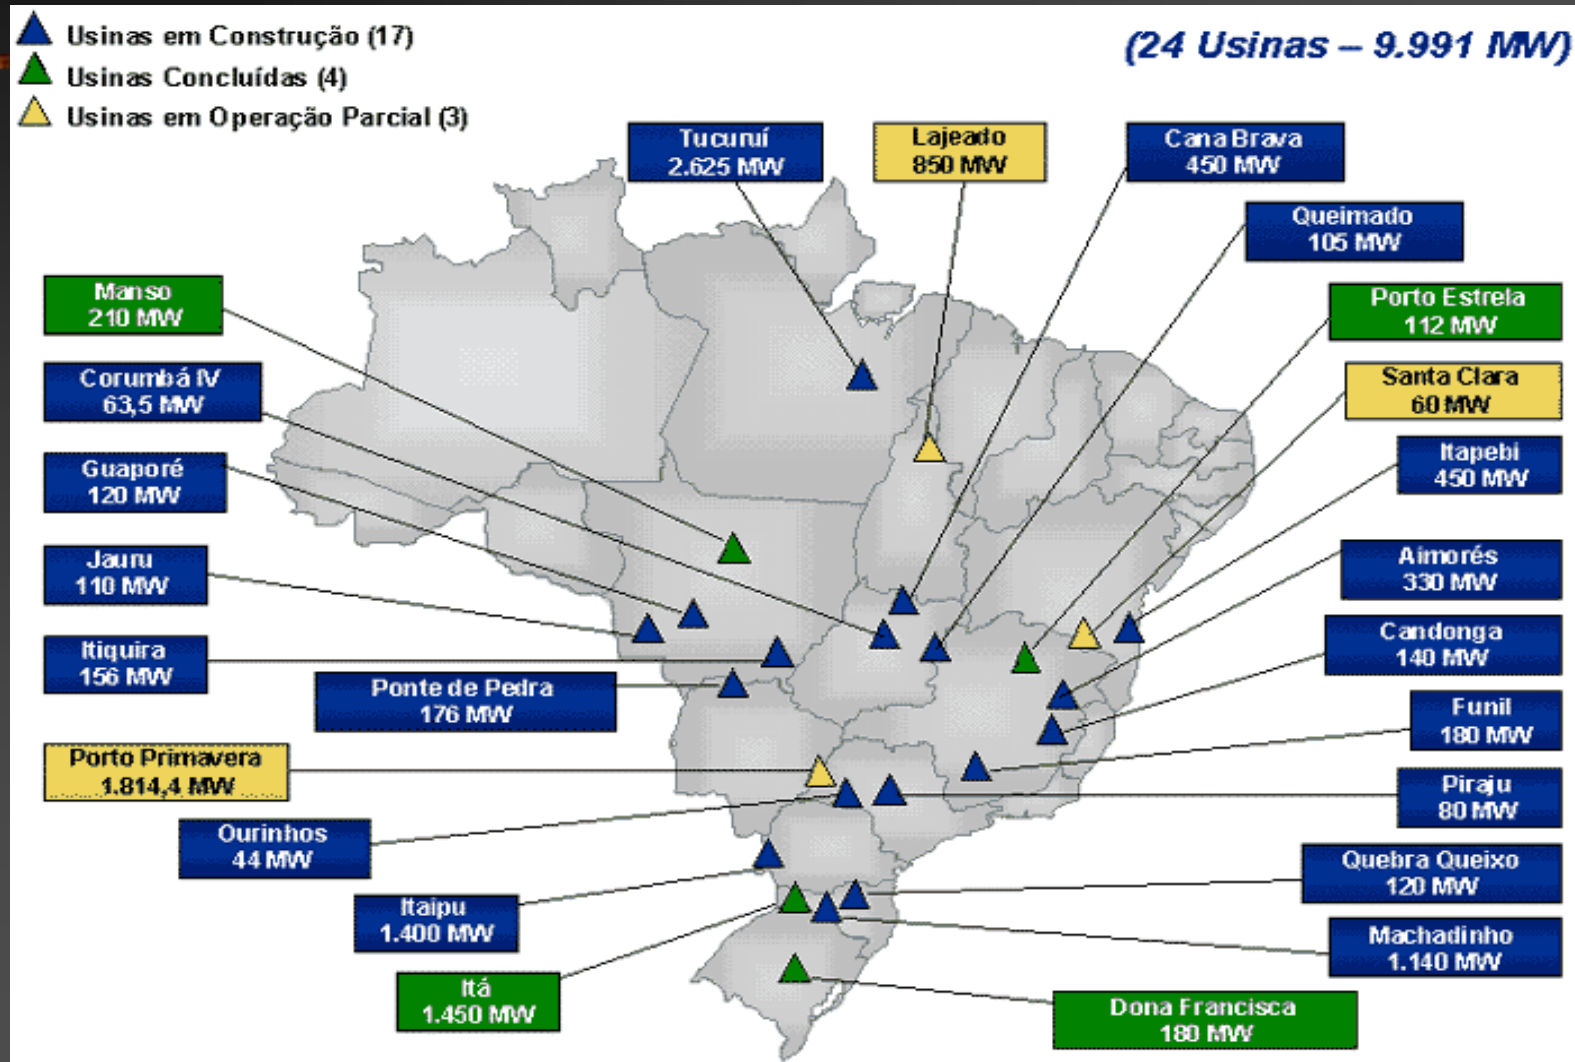 Usinas em Construção (17)
Usinas Concluídas (4)
Usinas em Operação Parcial (3)
(24 Usinas – 9.991 MW)
Tucuruí
2.625 MW
Lajeado
850 MW
Cana Brava
450 MW
Queimado
105 MW
Manso
210 MW
Porto Estrela
112 MW
Corumbá IV
63,5 MW
Santa Clara
60 MW
Guaporé
120 MW
Itapebi
450 MW
Jauru
110 MW
Aimorés
330 MW
Itiquira
156 MW
Candonga
140 MW
Ponte de Pedra
176 MW
Funil
180 MW
Porto Primavera
1.814,4 MW
Piraju
80 MW
Ourinhos
44 MW
Quebra Queixo
120 MW
Itaipu
1.400 MW
Machadinho
1.140 MW
Itá
1.450 MW
Dona Francisca
180 MW